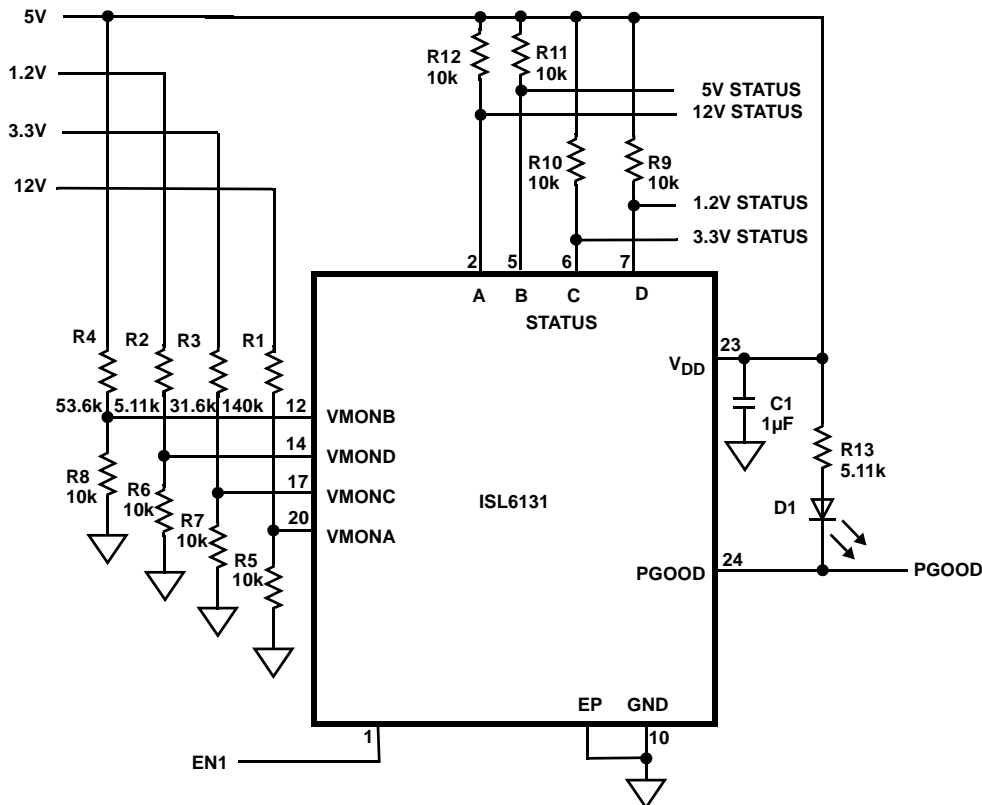 5V
1.2V
3.3V
12V
R12
10k
R11
10k
5V STATUS
12V STATUS
R10
10k
R9
10k
1.2V STATUS
3.3V STATUS
2
5
6
7
A
B
C
D
STATUS
R4
R2
R3
R1
53.6k
5.11k
31.6k
140k
12
VMONB
14
VMOND
17
VMONC
20
VMONA
R8
10k
R6
10k
R7
10k
R5
10k
ISL6131
23
VDD
C1
1µF
R13
5.11k
D1
24
PGOOD
PGOOD
EP
GND
1
10
EN1